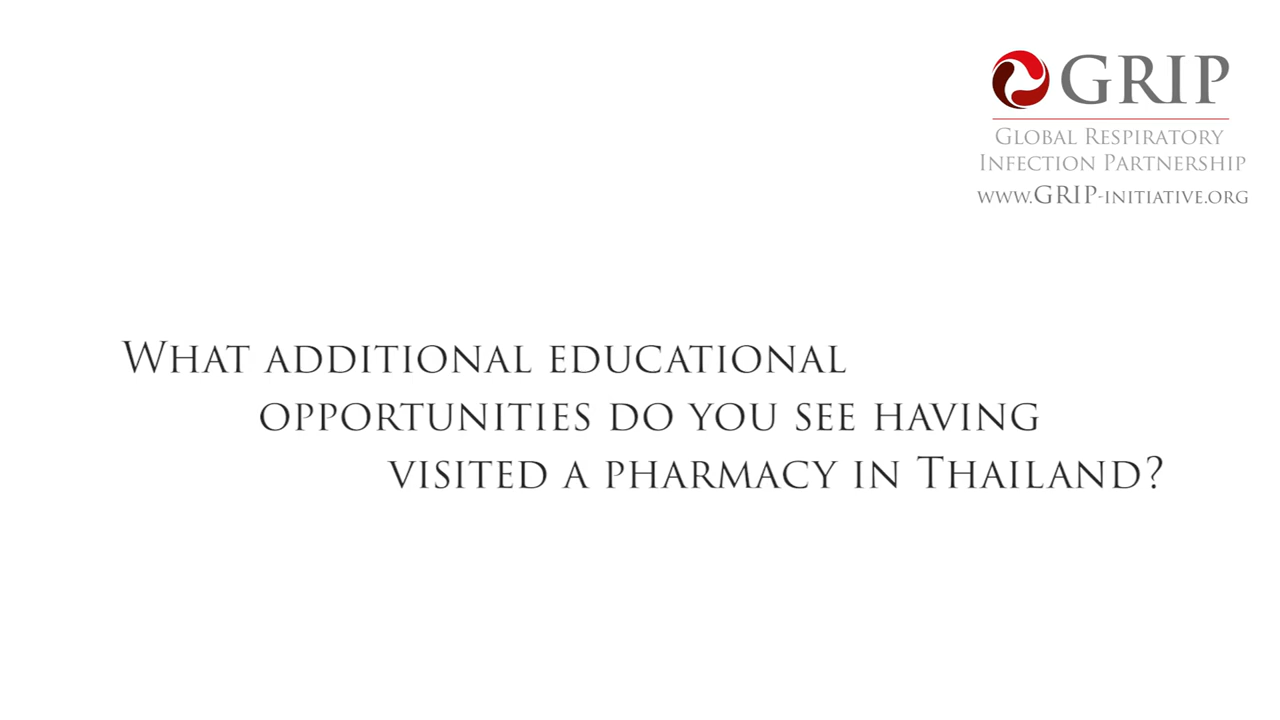 GRIP
Global Respiratory
Infection Partnership
www.GRIP-initiative.org
What additional educational
opportunities do you see having
visited a pharmacy in Thailand?